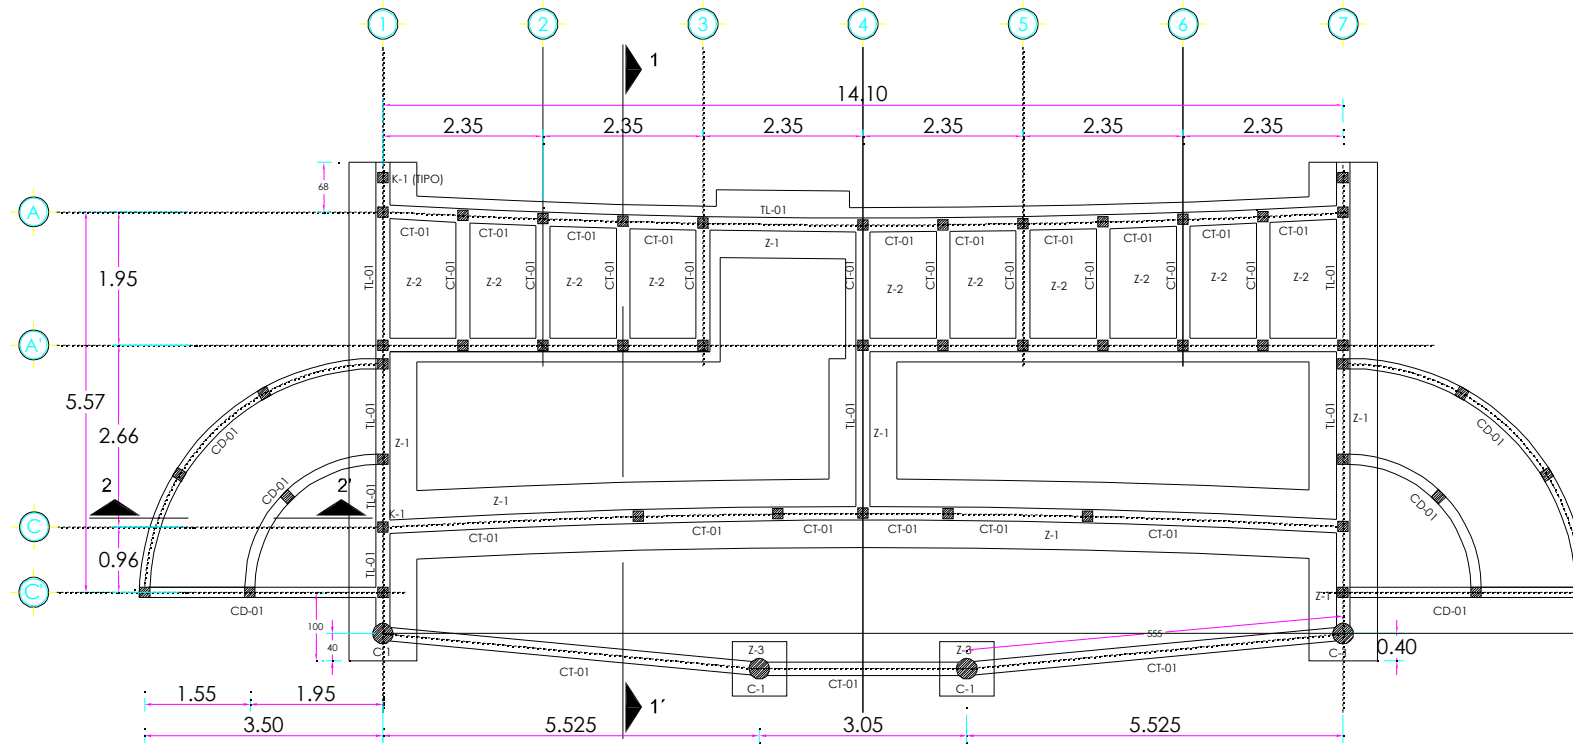 1 2 3 4 5 6 7
1
14.10
2.35 2.35 2.35 2.35 2.35 2.35
68
K-1 (TIPO)
A
TL-01
CT-01 CT-01 CT-01 CT-01 Z-1 CT-01 CT-01 CT-01 CT-01 CT-01 CT-01
1.95
TL-01 Z-2 CT-01 Z-2 CT-01 Z-2 CT-01 Z-2 CT-01 CT-01 Z-2 CT-01 Z-2 CT-01 Z-2 CT-01 Z-2 CT-01 Z-2 CT-01 Z-2 TL-01
A'
5.57
2.66
CD-01 TL-01 Z-1 TL-01 Z-1 TL-01 Z-1 CD-01
2 CD-01 2' TL-01 Z-1 CD-01
K-1
C
CT-01 CT-01 CT-01 CT-01 CT-01 Z-1 CT-01
0.96
TL-01
C'
Z-1
CD-01 CD-01
100
40
555
C-1 Z-3 Z-3 C-1 0.40
CT-01 C-1 CT-01 C-1 CT-01
1.55 1.95
1´
3.50 5.525 3.05 5.525